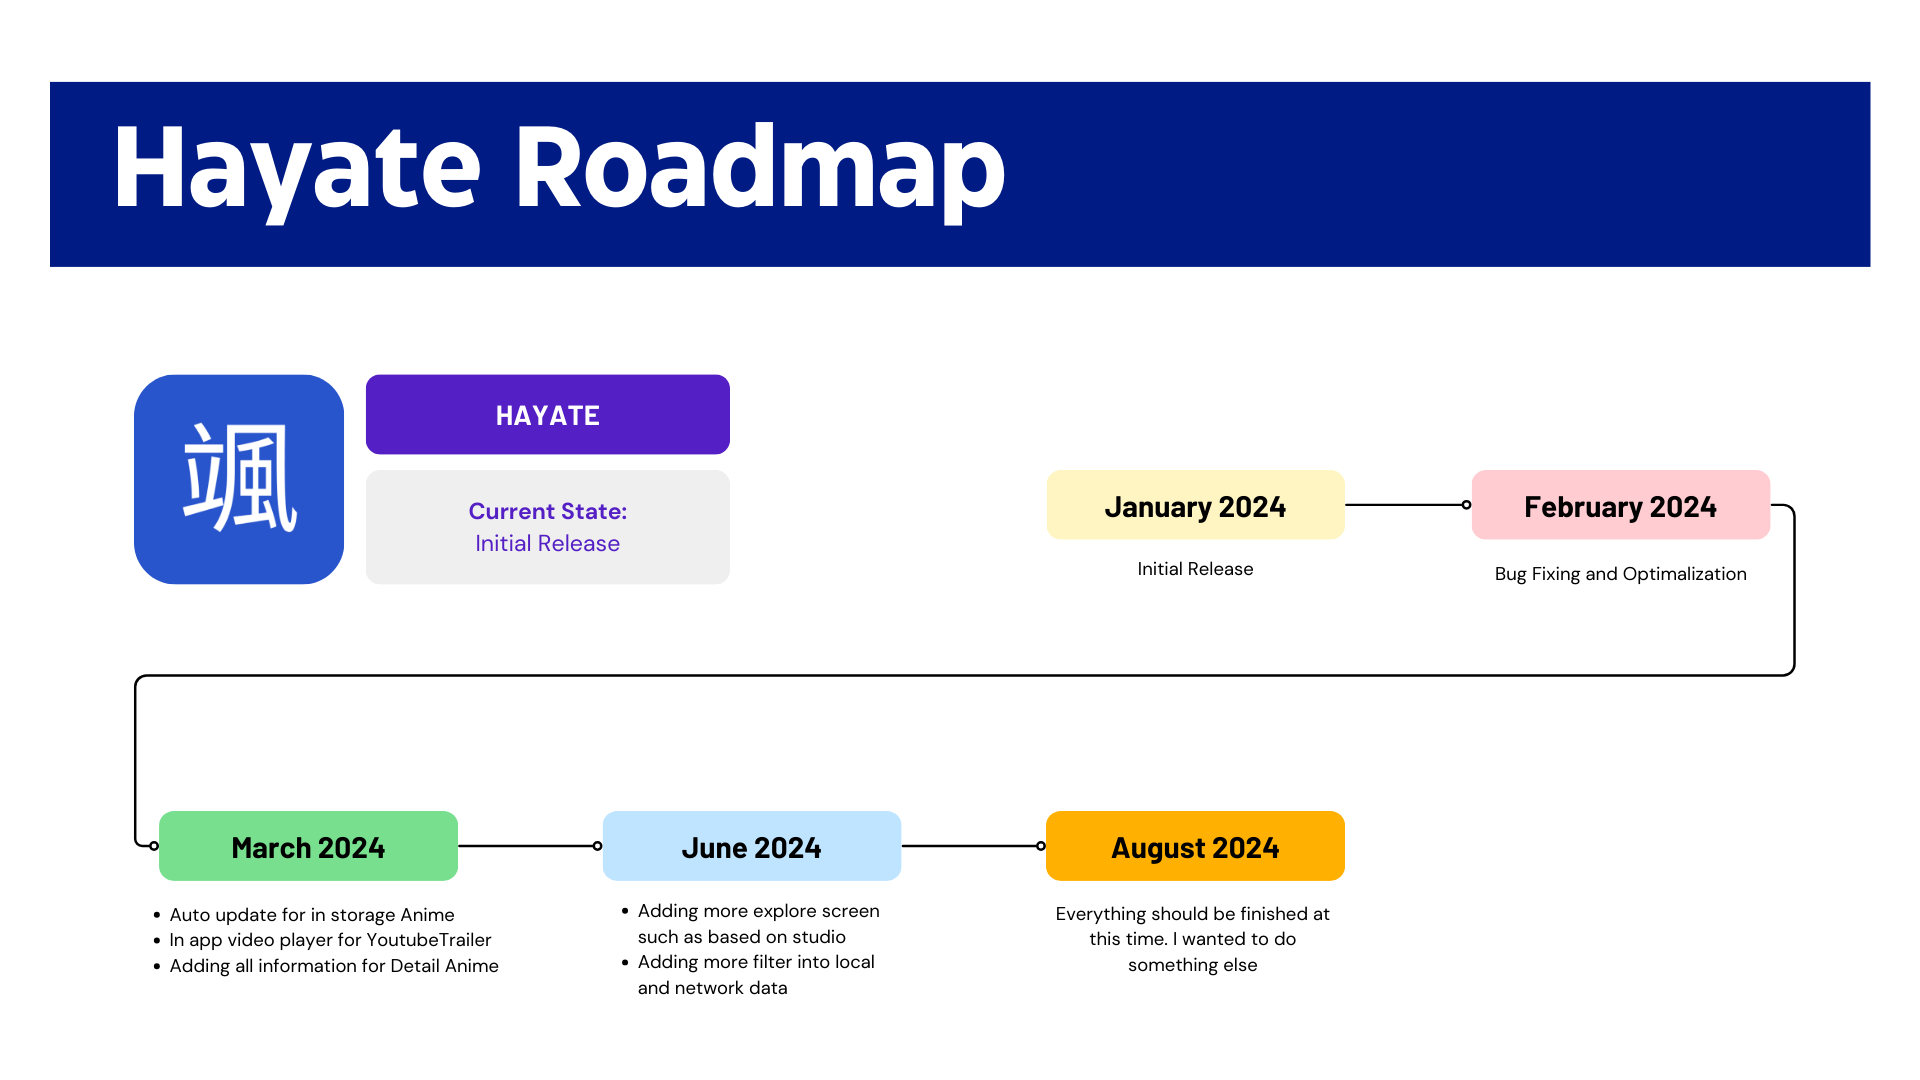 Hayate Roadmap
颯
HAYATE
Current State:
Initial Release
January 2024
Initial Release
February 2024
Bug Fixing and Optimalization
March 2024
• Auto update for in storage Anime
• In app video player for YoutubeTrailer
• Adding all information for Detail Anime
June 2024
• Adding more explore screen
such as based on studio
• Adding more filter into local
and network data
August 2024
Everything should be finished at
this time. I wanted to do
something else